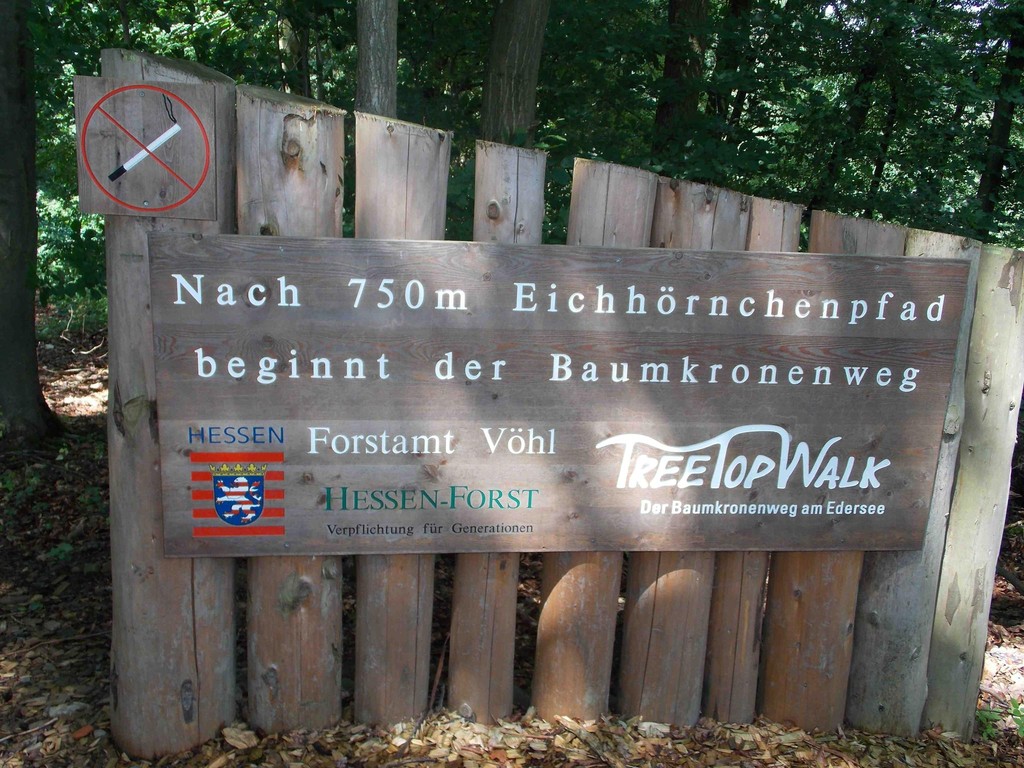 Nach 750m Eichhörnchenpfad
beginnt der Baumkronenweg
HESSEN
Forstamt Vöhl
HESSEN-FORST
Verpflichtung für Generationen
TREETOPWALK
Der Baumkronenweg am Edersee